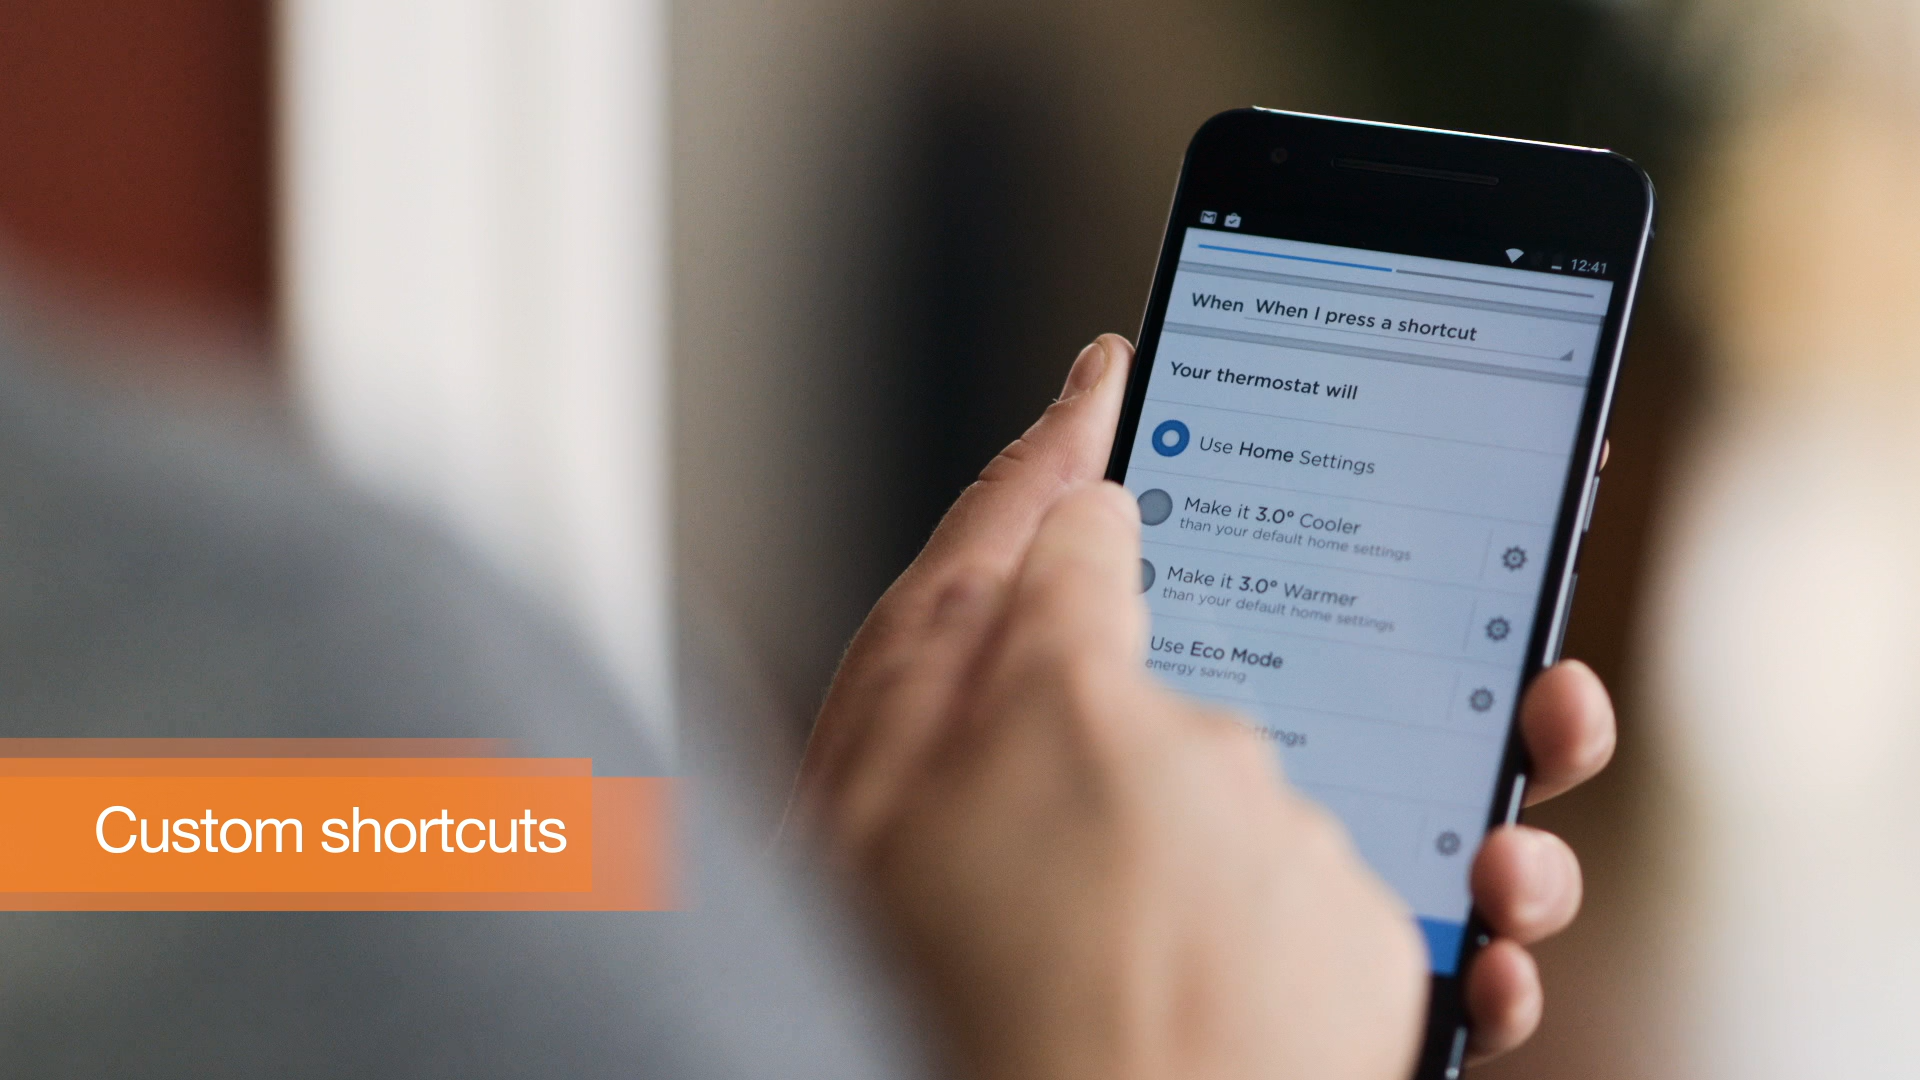 12:41
When When I press a shortcut
Your thermostat will
Use Home Settings
Make it 3.0° Cooler
than your default home settings
Make it 3.0° Warmer
than your default home settings
Use Eco Mode
energy saving
Custom shortcuts